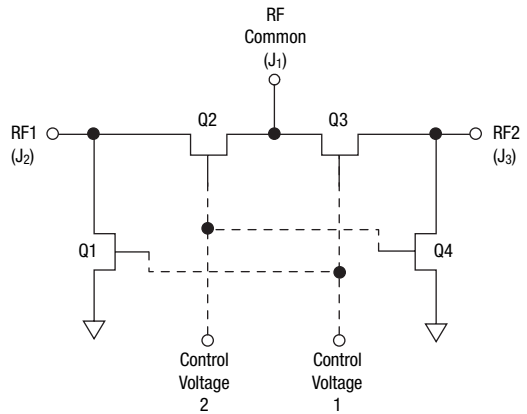 RF
Common
(J1)
Q2
Q3
RF1
(J2)
RF2
(J3)
Q1
Q4
Control
Voltage
2
Control
Voltage
1